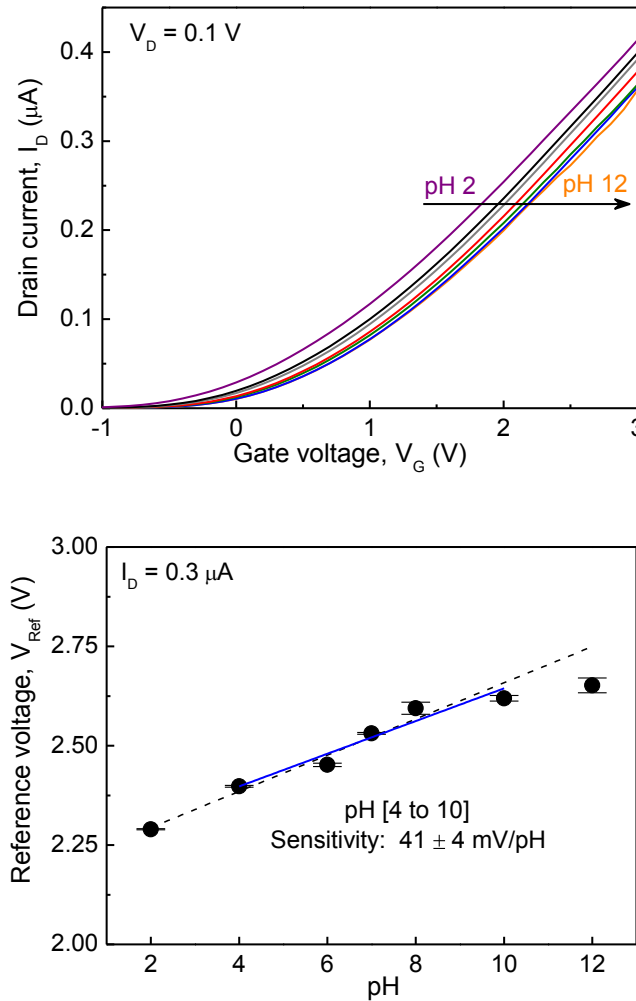 V_D = 0.1 V
Drain current, I_D (μA)
0.4
0.3
0.2
0.1
0.0
pH 2
pH 12
-1
0
1
2
3
Gate voltage, V_G (V)
I_D = 0.3 μA
Reference voltage, V_Ref (V)
3.00
2.75
2.50
2.25
2.00
pH [4 to 10]
Sensitivity: 41 ± 4 mV/pH
2
4
6
8
10
12
pH